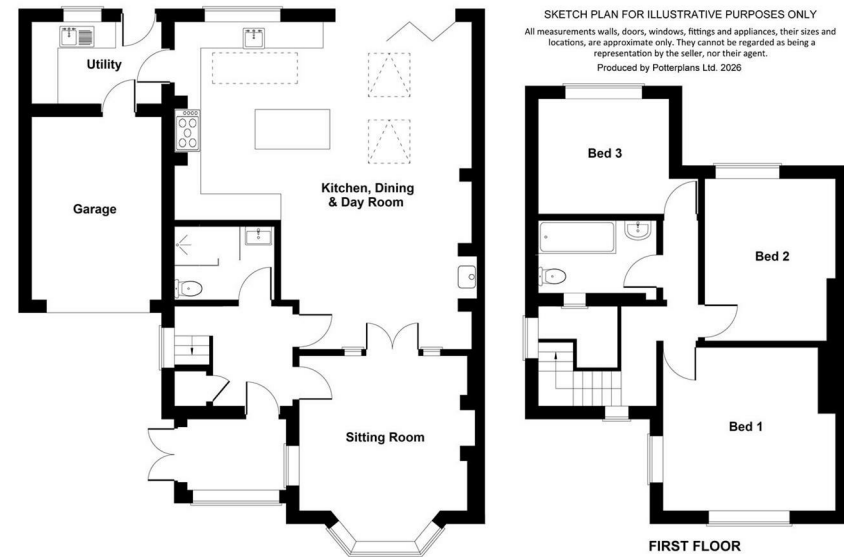 SKETCH PLAN FOR ILLUSTRATIVE PURPOSES ONLY
All measurements walls, doors, windows, fittings and appliances, their sizes and
locations, are approximate only. They cannot be regarded as being a
representation by the seller, nor their agent.
Produced by Potterplans Ltd. 2026
Utility
Garage
Kitchen, Dining
& Day Room
Sitting Room
Bed 3
Bed 2
Bed 1
FIRST FLOOR